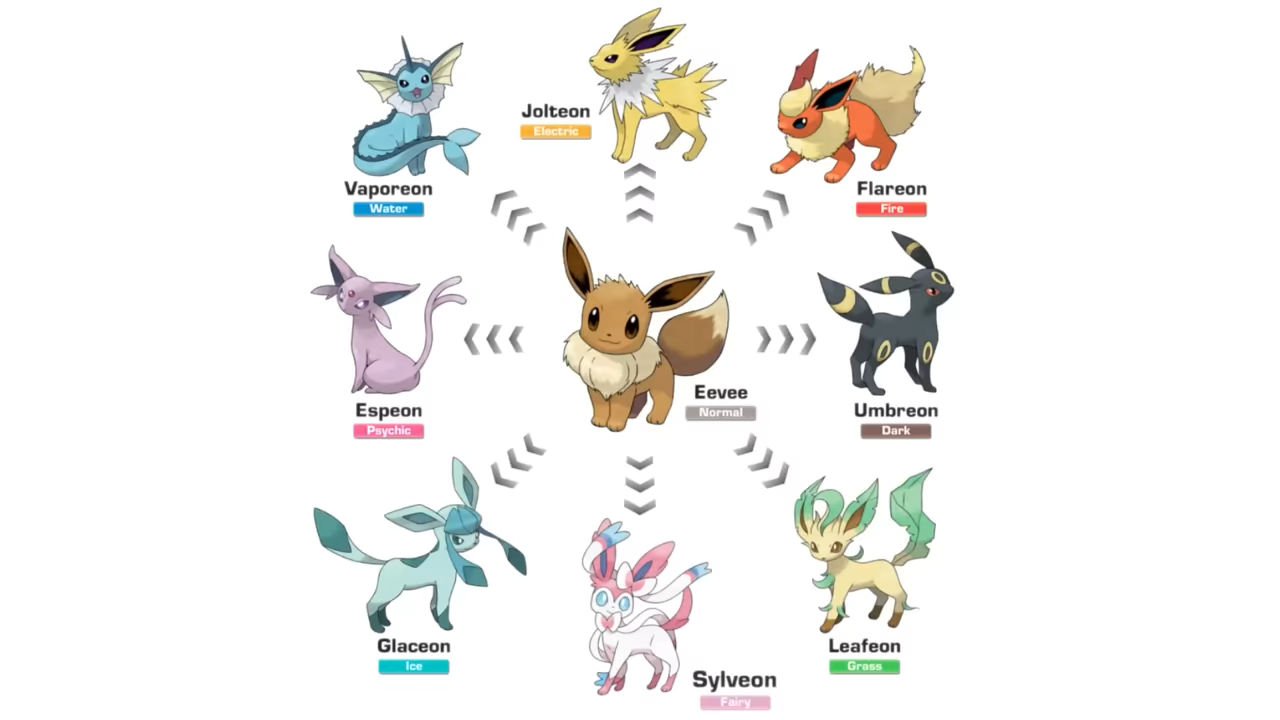 Jolteon
Electric
Vaporeon
Water
Flareon
Fire
Espeon
Psychic
Eevee
Normal
Umbreon
Dark
Glaceon
Ice
Leafeon
Grass
Sylveon
Fairy